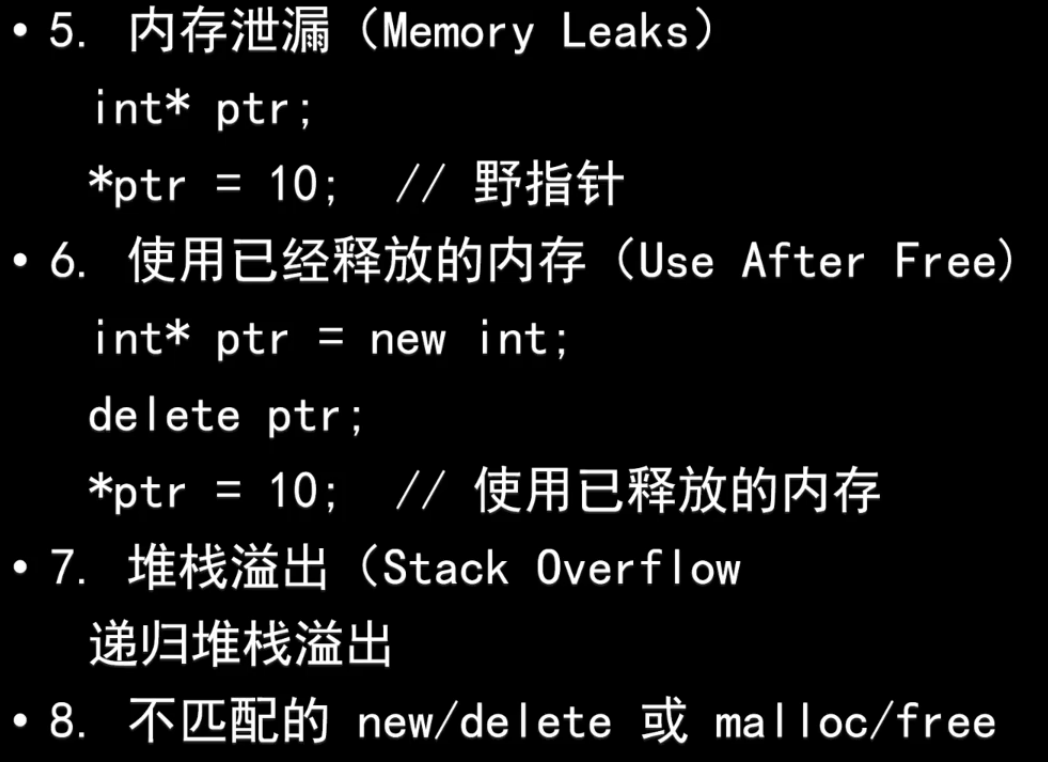 • 5. 内存泄漏（Memory Leaks）
int* ptr;
*ptr = 10; // 野指针
• 6. 使用已经释放的内存（Use After Free）
int* ptr = new int;
delete ptr;
*ptr = 10; // 使用已释放的内存
• 7. 堆栈溢出（Stack Overflow
递归堆栈溢出
• 8. 不匹配的 new/delete 或 malloc/free